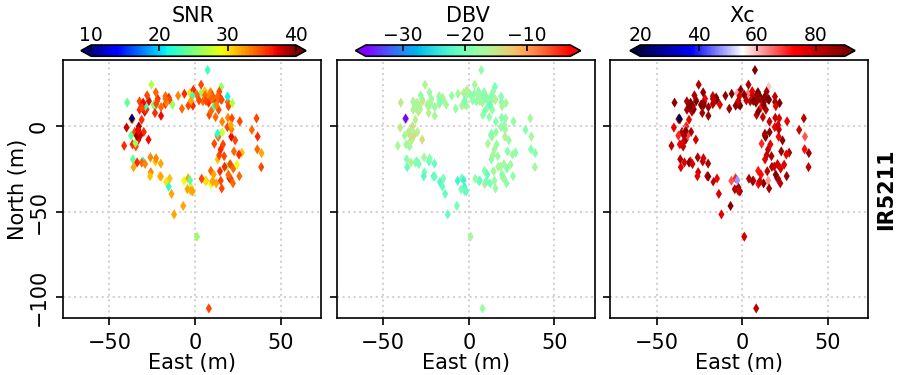 SNR DBV Xc
10 20 30 40 −30 −20 −10 20 40 60 80
0
−50
−100
North (m)
IR5211
−50 0 50 −50 0 50 −50 0 50
East (m) East (m) East (m)